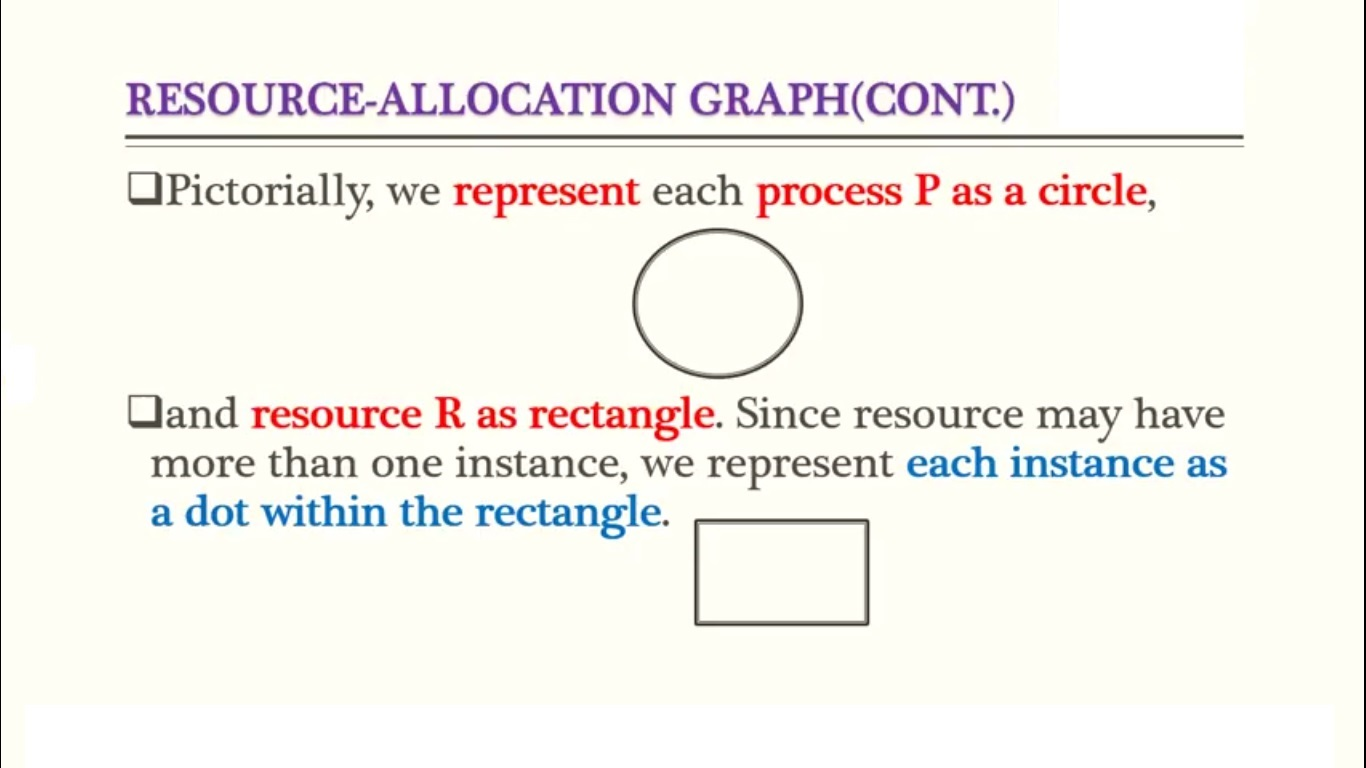 RESOURCE-ALLOCATION GRAPH(CONT.)
❑Pictorially, we represent each process P as a circle,
❑and resource R as rectangle. Since resource may have
more than one instance, we represent each instance as
a dot within the rectangle.